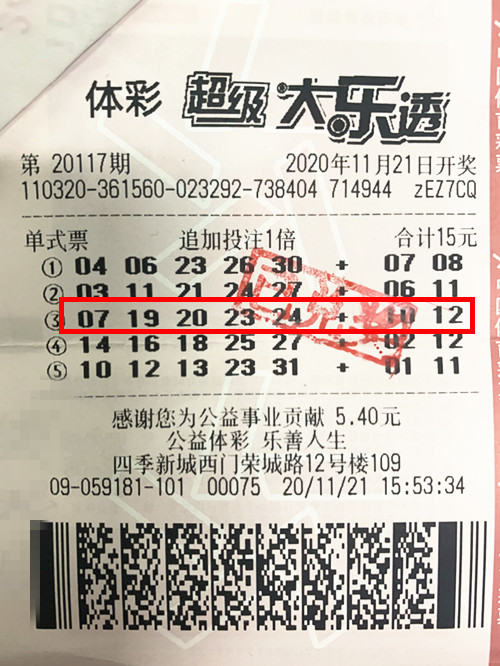 体彩 超级大乐透
第 20117期 2020年11月21日开奖
110320-361560-023292-738404 714944 zEZ7CQ
单式票 追加投注1倍 合计15元
① 04 06 23 26 30 + 07 08
② 03 11 21 24 27 + 06 11
③ 07 19 20 23 24 + 10 12
④ 14 16 18 25 27 + 02 12
⑤ 10 12 13 23 31 + 01 11
感谢您为公益事业贡献 5.40元
公益体彩 乐善人生
四季新城西门荣城路12号楼109
09-059181-101 00075 20/11/21 15:53:34